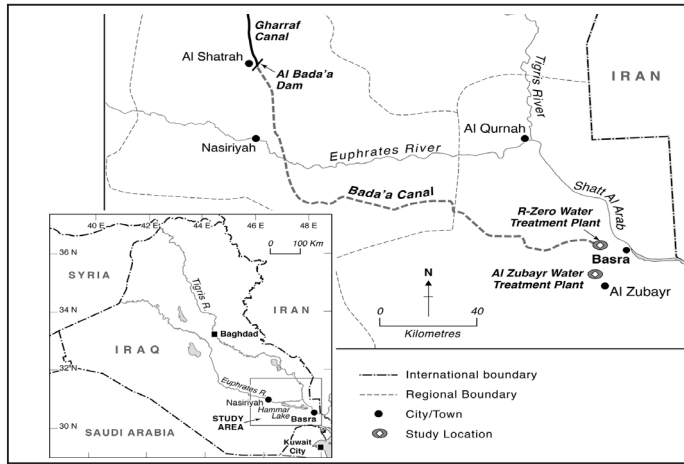 Gharraf
Canal
Al Shatrah
Al Bada'a
Dam
Tigris River
IRAN
Nasiriyah
Euphrates River
Al Qurnah
Bada'a Canal
Shatt Al Arab
R-Zero Water
Treatment Plant
Basra
Al Zubayr Water
Treatment Plant
Al Zubayr
N
0
40
Kilometres
40 E
42 E
44 E
46 E
48 E
0 100 Km
36 N
34 N
32 N
30 N
SYRIA
Tigris R.
IRAN
Baghdad
IRAQ
Euphrates R.
Nasiriyah
Hammar
Lake
STUDY
AREA
Basra
SAUDI ARABIA
Kuwait
City
International boundary
Regional Boundary
City/Town
Study Location